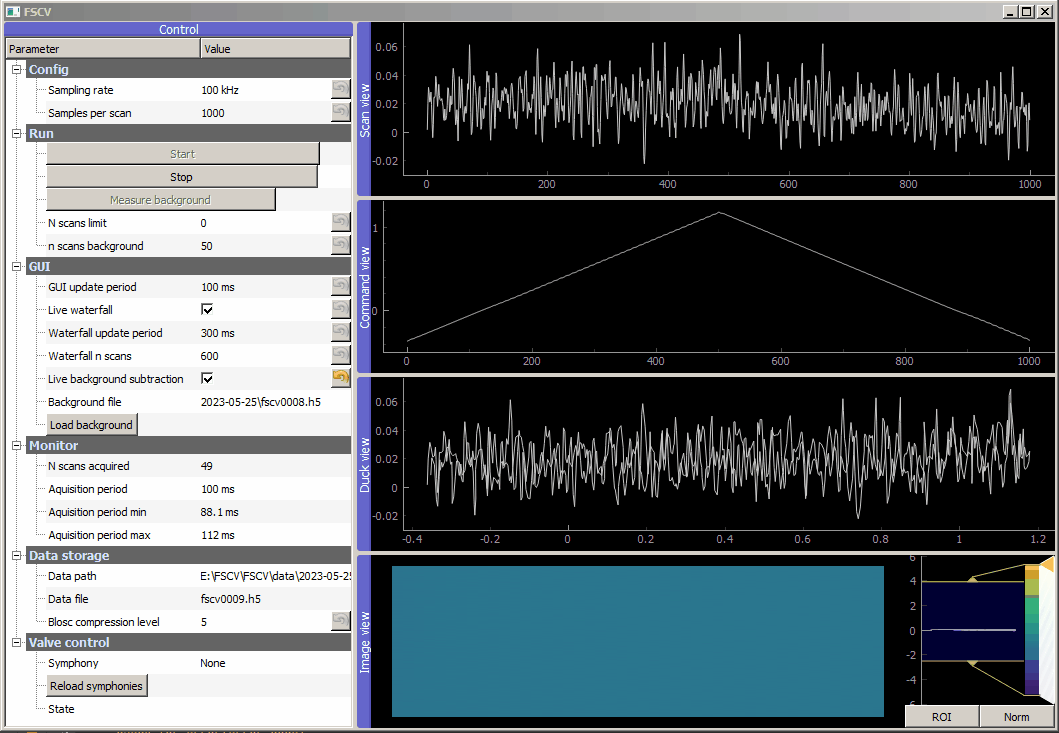 FSCV
Control
Parameter Value
Config
Sampling rate 100 kHz
Samples per scan 1000
Run
Start
Stop
Measure background
N scans limit 0
n scans background 50
GUI
GUI update period 100 ms
Live waterfall
Waterfall update period 300 ms
Waterfall n scans 600
Live background subtraction
Background file 2023-05-25\fscv0008.h5
Load background
Monitor
N scans acquired 49
Aquisition period 100 ms
Aquisition period min 88.1 ms
Aquisition period max 112 ms
Data storage
Data path E:\FSCV\FSCV\data\2023-05-25
Data file fscv0009.h5
Blosc compression level 5
Valve control
Symphony None
Reload symphonies
State
Scan view
0.06
0.04
0.02
0
-0.02
0 200 400 600 800 1000
Command view
1
0
0 200 400 600 800 1000
Duck view
0.06
0.04
0.02
0
-0.02
-0.4 -0.2 0 0.2 0.4 0.6 0.8 1 1.2
Image view
6
4
2
0
-2
-4
ROI Norm